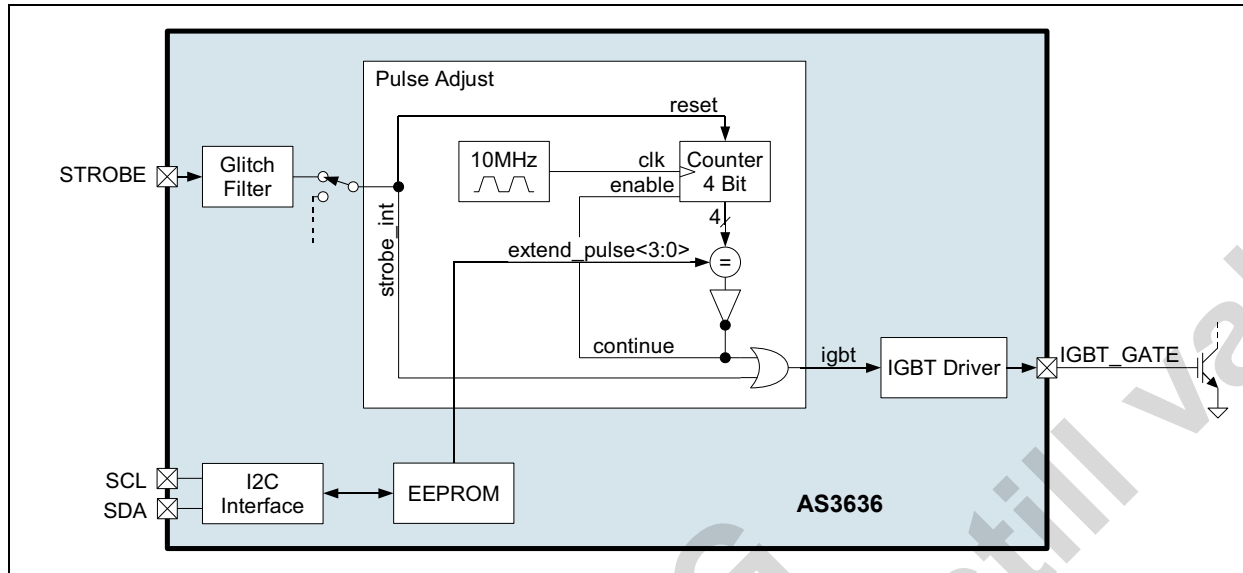 Pulse Adjust
reset
STROBE
Glitch
Filter
10MHz
clk
enable
Counter
4 Bit
4
strobe_int
extend_pulse<3:0>
=
continue
igbt
IGBT Driver
IGBT_GATE
SCL
SDA
I2C
Interface
EEPROM
AS3636
still